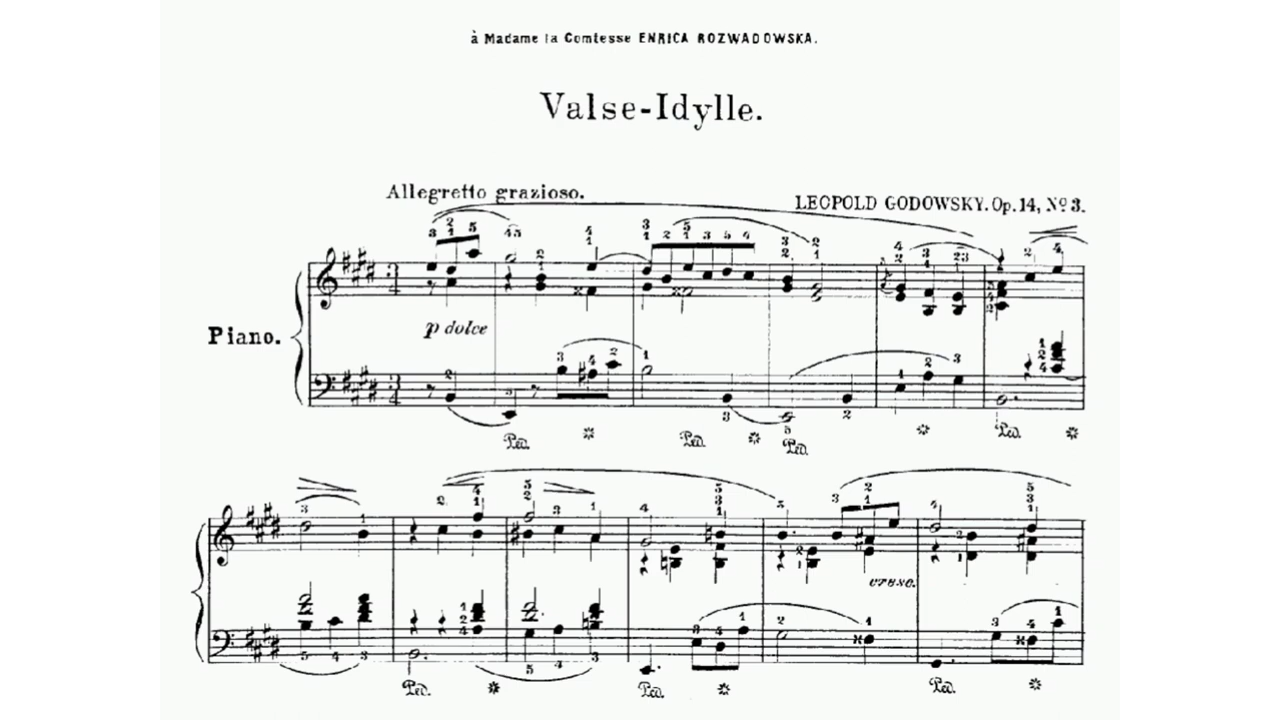 à Madame la Comtesse ENRICA ROZWADOWSKA.
Valse-Idylle.
Allegretto grazioso.
LEOPOLD GODOWSKY. Op. 14, No 3.
Piano.
p dolce
Ped. Ped. Ped. Ped.
cresc.
Ped. Ped. Ped.